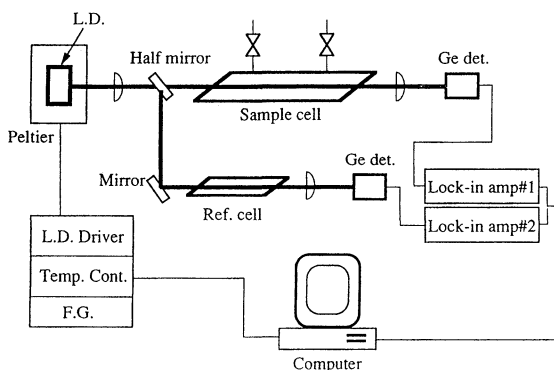 L.D.
Half mirror
Ge det.
Sample cell
Peltier
Ge det.
Mirror
Lock-in amp#1
Ref. cell
Lock-in amp#2
L.D. Driver
Temp. Cont.
F.G.
Computer